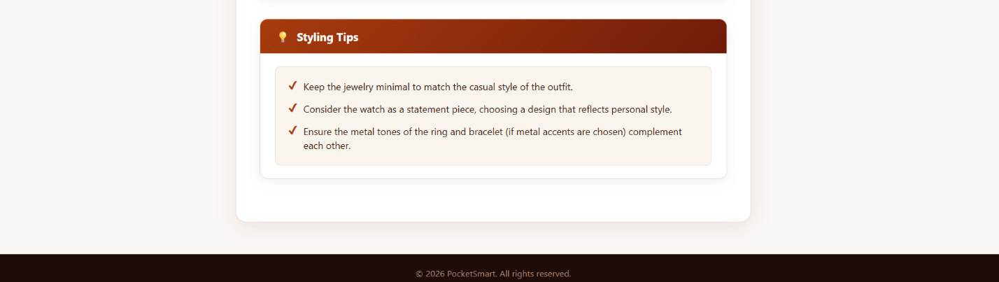 Styling Tips
Keep the jewelry minimal to match the casual style of the outfit.
Consider the watch as a statement piece, choosing a design that reflects personal style.
Ensure the metal tones of the ring and bracelet (if metal accents are chosen) complement
each other.
© 2026 PocketSmart. All rights reserved.